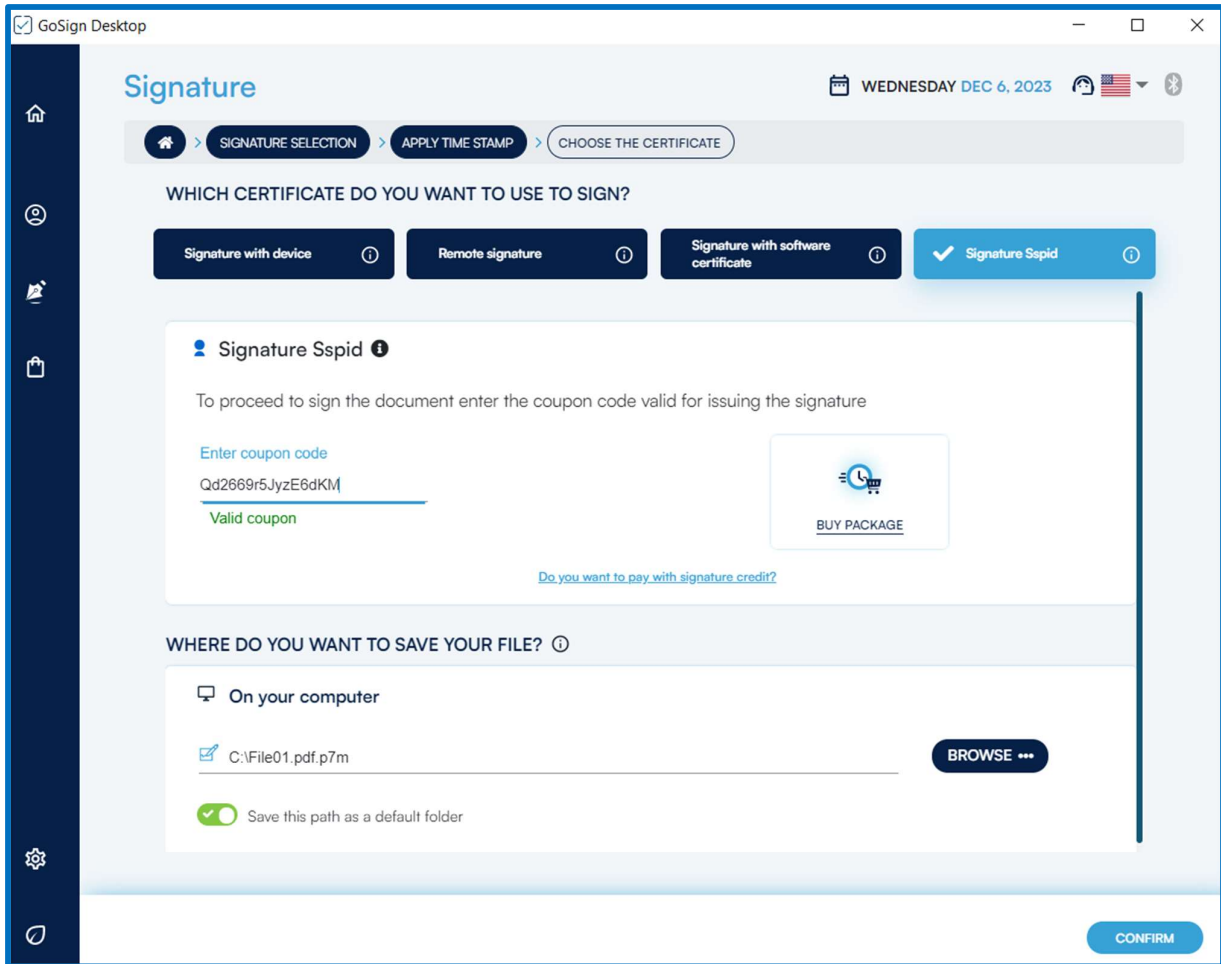 GoSign Desktop
Signature
WEDNESDAY DEC 6, 2023
SIGNATURE SELECTION > APPLY TIME STAMP > CHOOSE THE CERTIFICATE
WHICH CERTIFICATE DO YOU WANT TO USE TO SIGN?
Signature with device
Remote signature
Signature with software
certificate
Signature Sspid
Signature Sspid
To proceed to sign the document enter the coupon code valid for issuing the signature
Enter coupon code
Qd2669r5JyzE6dKM
Valid coupon
BUY PACKAGE
Do you want to pay with signature credit?
WHERE DO YOU WANT TO SAVE YOUR FILE?
On your computer
C:\File01.pdf.p7m
BROWSE •••
Save this path as a default folder
CONFIRM